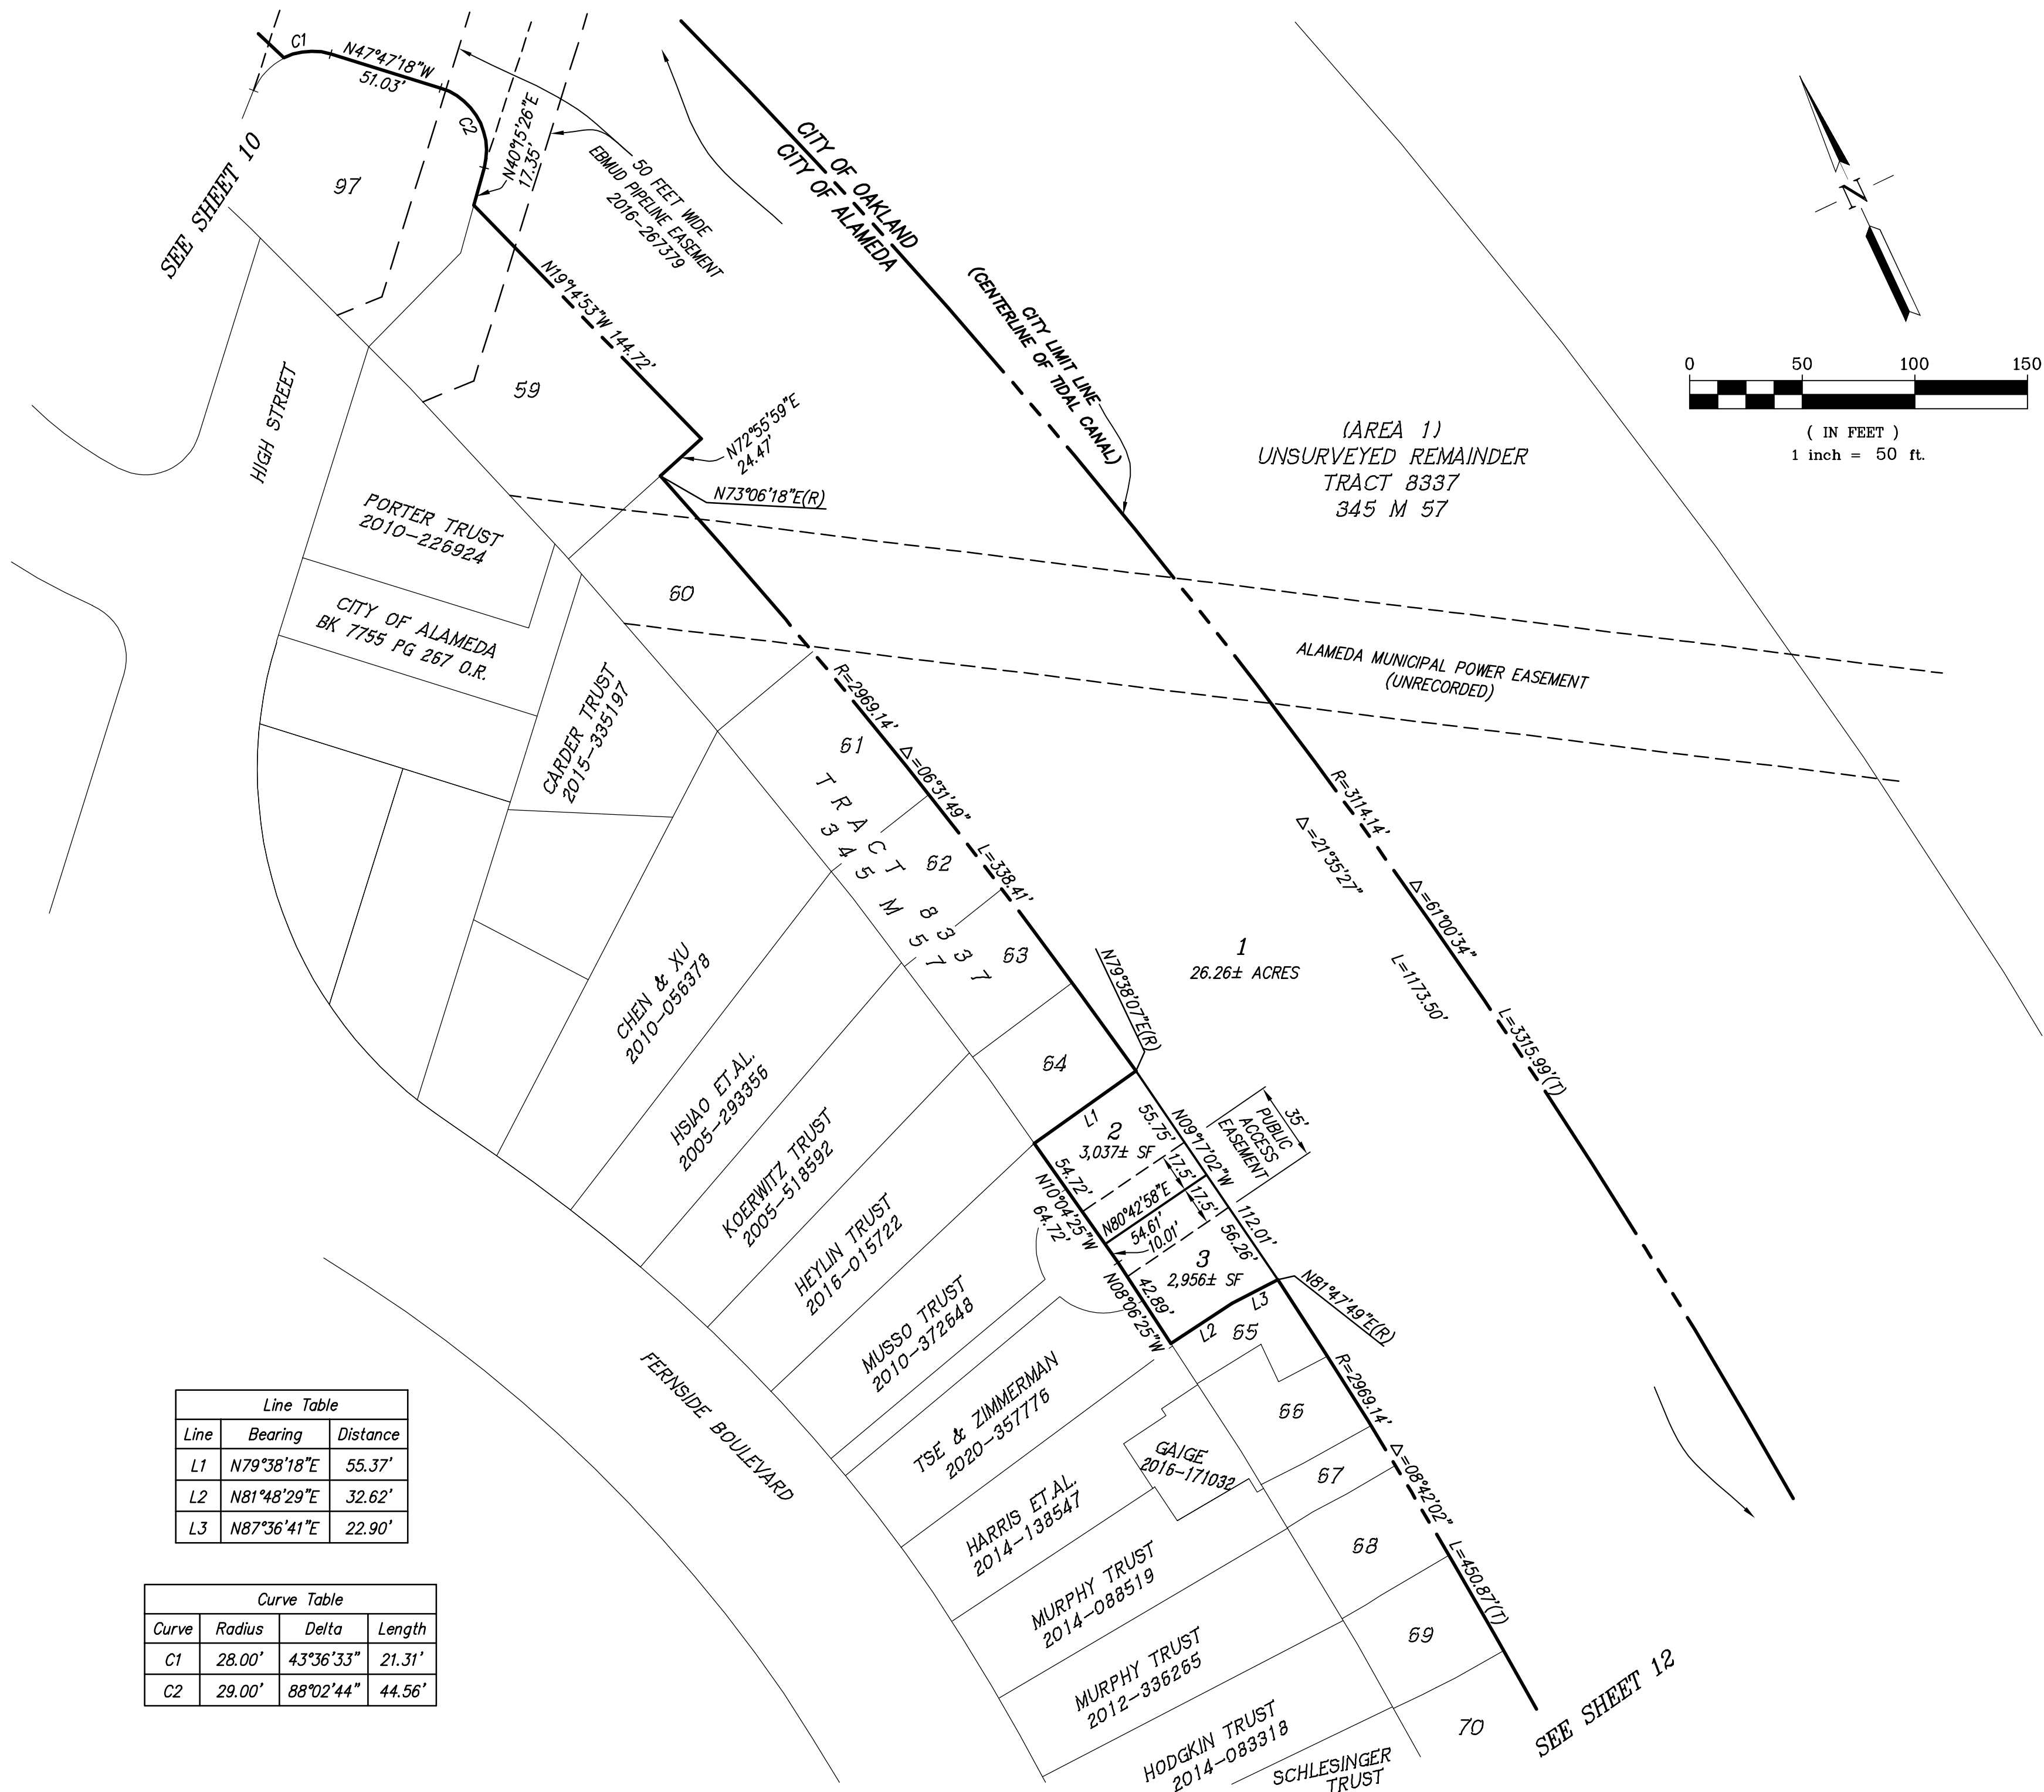 C1
N47°47'18"W
51.03'
C2
N40°15'26"E
17.35'
50 FEET WIDE
EBMUD PIPELINE EASEMENT
2016-267379
SEE SHEET 10
97
HIGH STREET
N19°14'53"W 144.72'
59
N72°55'59"E
24.47'
N73°06'18"E(R)
CITY OF OAKLAND
CITY OF ALAMEDA
CITY LIMIT LINE
(CENTERLINE OF TIDAL CANAL)
N
0 50 100 150
( IN FEET )
1 inch = 50 ft.
(AREA 1)
UNSURVEYED REMAINDER
TRACT 8337
345 M 57
PORTER TRUST
2010-226924
CITY OF ALAMEDA
BK 7755 PG 267 O.R.
CARDER TRUST
2015-335197
60
ALAMEDA MUNICIPAL POWER EASEMENT
(UNRECORDED)
R=2969.14'
Δ=06°31'49"
L=338.41'
61
TRACT 8337
345 M 57
62
63
64
R=3114.14'
Δ=61°00'34"
L=3315.99'(T)
Δ=21°35'27"
L=1173.50'
1
26.26± ACRES
N79°38'07"E(R)
CHEN & XU
2010-056378
HSIAO ET.AL.
2005-293356
KOERWITZ TRUST
2005-518592
HEYLIN TRUST
2016-015722
MUSSO TRUST
2010-372648
TSE & ZIMMERMAN
2020-357776
HARRIS ET.AL.
2014-138547
GAIGE
2016-171032
MURPHY TRUST
2014-088519
MURPHY TRUST
2012-336265
HODGKIN TRUST
2014-083318
SCHLESINGER
TRUST
L1
2
3,037± SF
55.75'
N09°17'02"W
112.01'
17.5'
17.5'
56.26'
35'
PUBLIC
ACCESS
EASEMENT
54.72'
N10°04'25"W
64.72'
N80°42'58"E
54.61'
10.01'
3
2,956± SF
42.89'
N08°06'25"W
L2
L3
N81°47'49"E(R)
65
66
67
68
69
70
R=2969.14'
Δ=08°42'02"
L=450.87'(T)
SEE SHEET 12
FERNSIDE BOULEVARD
Line Table
Line Bearing Distance
L1 N79°38'18"E 55.37'
L2 N81°48'29"E 32.62'
L3 N87°36'41"E 22.90'
Curve Table
Curve Radius Delta Length
C1 28.00' 43°36'33" 21.31'
C2 29.00' 88°02'44" 44.56'